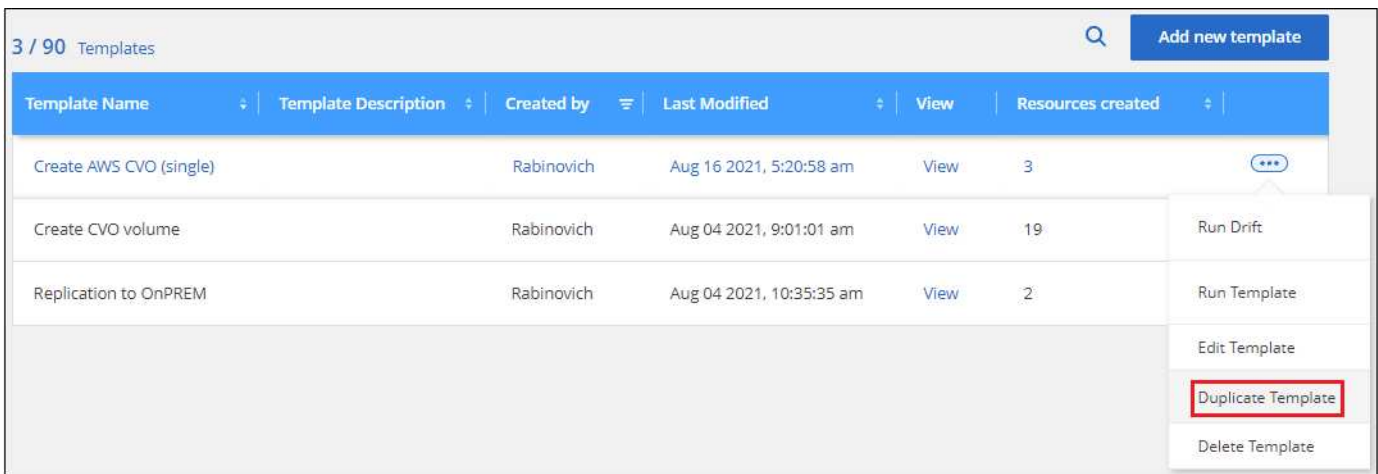 3 / 90 Templates
Add new template
Template Name Template Description Created by Last Modified View Resources created
Create AWS CVO (single) Rabinovich Aug 16 2021, 5:20:58 am View 3
Create CVO volume Rabinovich Aug 04 2021, 9:01:01 am View 19
Run Drift
Replication to OnPREM Rabinovich Aug 04 2021, 10:35:35 am View 2
Run Template
Edit Template
Duplicate Template
Delete Template